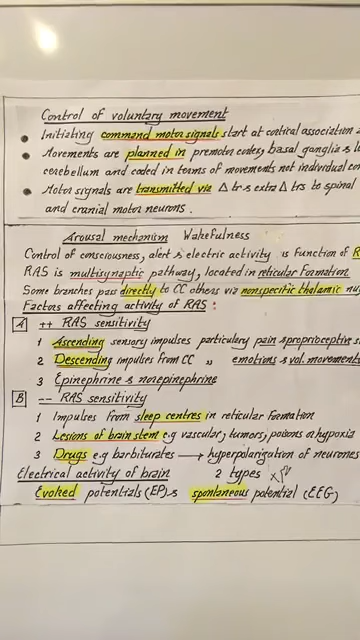 Control of voluntary movement
• Initiating command motor signals start at cortical association
• Movements are planned in premotor cortex, basal ganglia &
cerebellum and coded in terms of movements not individual
• Motor signals are transmitted via Δ trs & extra Δ trs to spinal
and cranial motor neurons.
Arousal mechanism Wakefulness
Control of consciousness, alert & electric activity is function of
RAS is multisynaptic pathway, located in reticular Formation
Some branches pass directly to CC others via nonspecific thalamic
Factors affecting activity of RAS:
A ++ RAS sensitivity
1 Ascending sensory impulses particulery pain & proprioceptive
2 Descending impulses from CC " emotions & vol. movements
3 Epinephrine & norepinephrine
B -- RAS sensitivity
1 Impulses from sleep centres in reticular formation
2 Lesions of brain stem e.g vascular, tumors, poisons or hypoxia
3 Drugs e.g barbiturates → hyperpolarization of neurones
Electrical activity of brain 2 types
Evoked potentials (EP) & spontaneous potential (EEG)